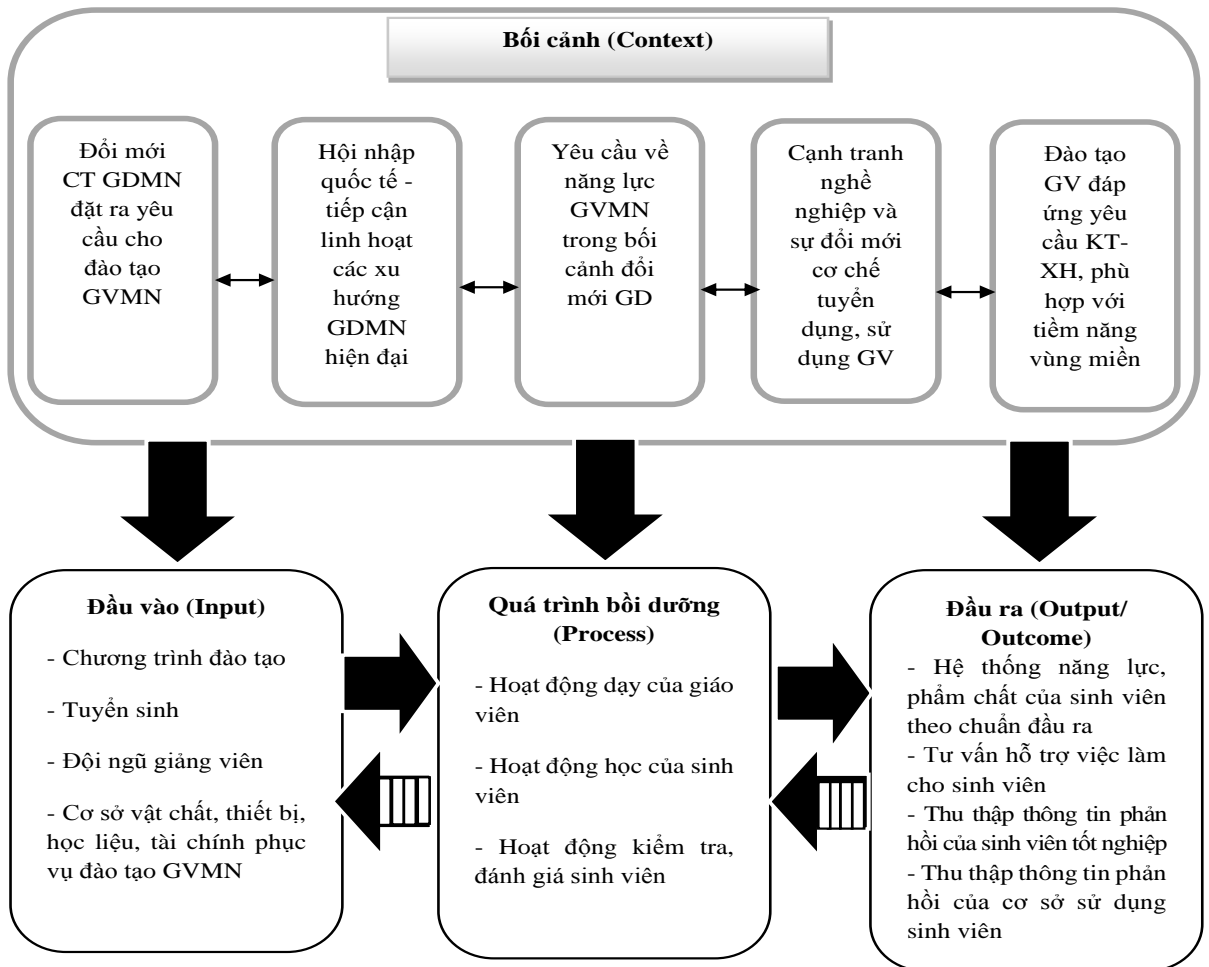 Bối cảnh (Context)
Đổi mới
CT GDMN
đặt ra yêu
cầu cho
đào tạo
GVMN
Hội nhập
quốc tế -
tiếp cận
linh hoạt
các xu
hướng
GDMN
hiện đại
Yêu cầu về
năng lực
GVMN
trong bối
cảnh đổi
mới GD
Cạnh tranh
nghề
nghiệp và
sự đổi mới
cơ chế
tuyển
dụng, sử
dụng GV
Đào tạo
GV đáp
ứng yêu
cầu KT-
XH, phù
hợp với
tiềm năng
vùng miền
Đầu vào (Input)
- Chương trình đào tạo
- Tuyển sinh
- Đội ngũ giảng viên
- Cơ sở vật chất, thiết bị,
học liệu, tài chính phục
vụ đào tạo GVMN
Quá trình bồi dưỡng
(Process)
- Hoạt động dạy của giáo
viên
- Hoạt động học của sinh
viên
- Hoạt động kiểm tra,
đánh giá sinh viên
Đầu ra (Output/
Outcome)
- Hệ thống năng lực,
phẩm chất của sinh viên
theo chuẩn đầu ra
- Tư vấn hỗ trợ việc làm
cho sinh viên
- Thu thập thông tin phản
hồi của sinh viên tốt nghiệp
- Thu thập thông tin phản
hồi của cơ sở sử dụng
sinh viên